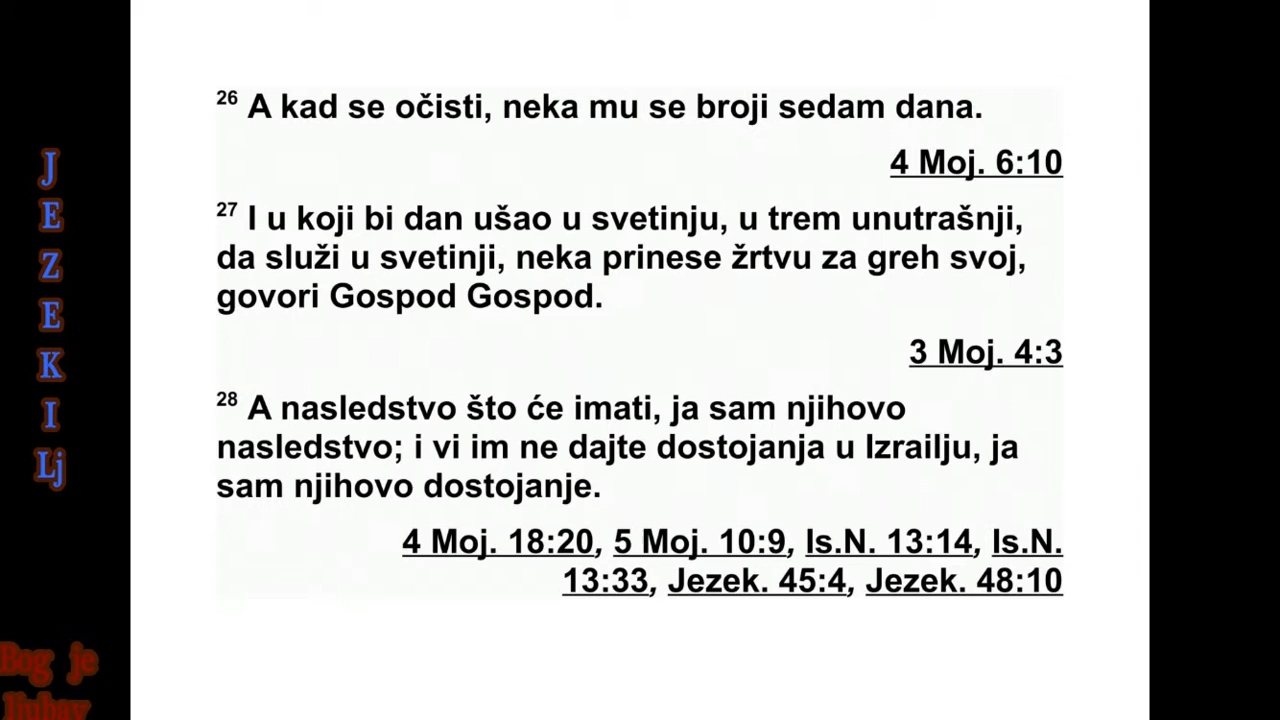 J
E
Z
E
K
I
Lj
Bog je
ljubav
26 A kad se očisti, neka mu se broji sedam dana.
4 Moj. 6:10
27 I u koji bi dan ušao u svetinju, u trem unutrašnji,
da služi u svetinji, neka prinese žrtvu za greh svoj,
govori Gospod Gospod.
3 Moj. 4:3
28 A nasledstvo što će imati, ja sam njihovo
nasledstvo; i vi im ne dajte dostojanja u Izrailju, ja
sam njihovo dostojanje.
4 Moj. 18:20, 5 Moj. 10:9, Is.N. 13:14, Is.N.
13:33, Jezek. 45:4, Jezek. 48:10